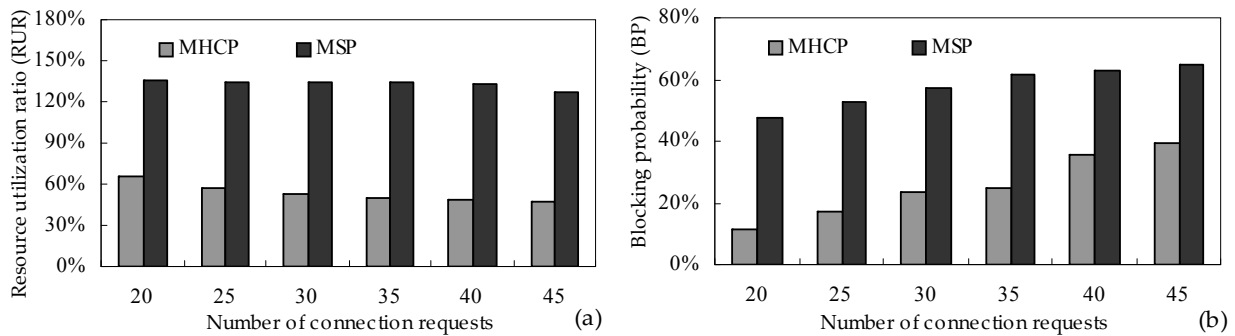 Resource utilization ratio (RUR)
180%
150%
120%
90%
60%
30%
0%
MHCP
MSP
20 25 30 35 40 45
Number of connection requests
(a)
Blocking probability (BP)
80%
60%
40%
20%
0%
MHCP
MSP
20 25 30 35 40 45
Number of connection requests
(b)